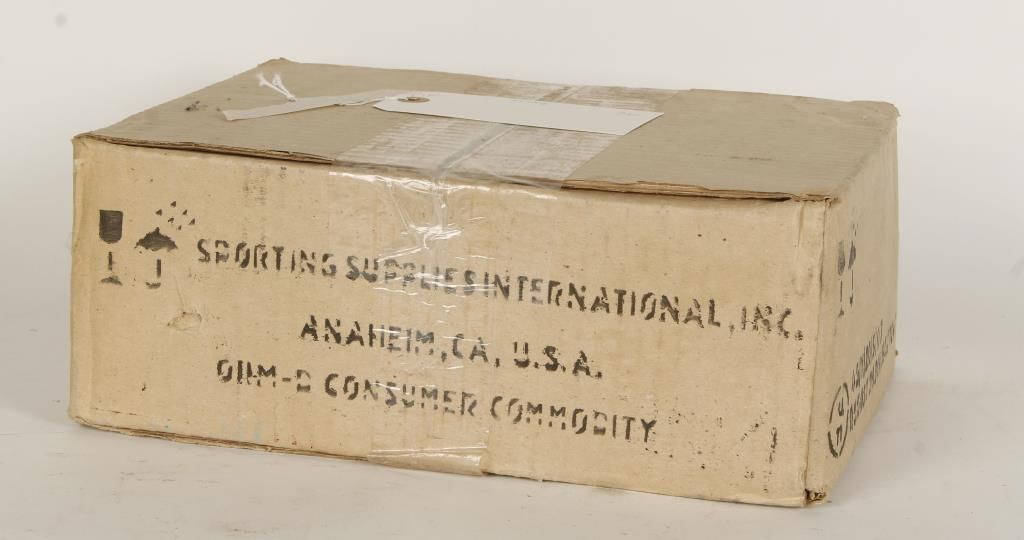 SPORTING SUPPLIES INTERNATIONAL, INC.
ANAHEIM, CA, U.S.A.
ORM-D CONSUMER COMMODITY